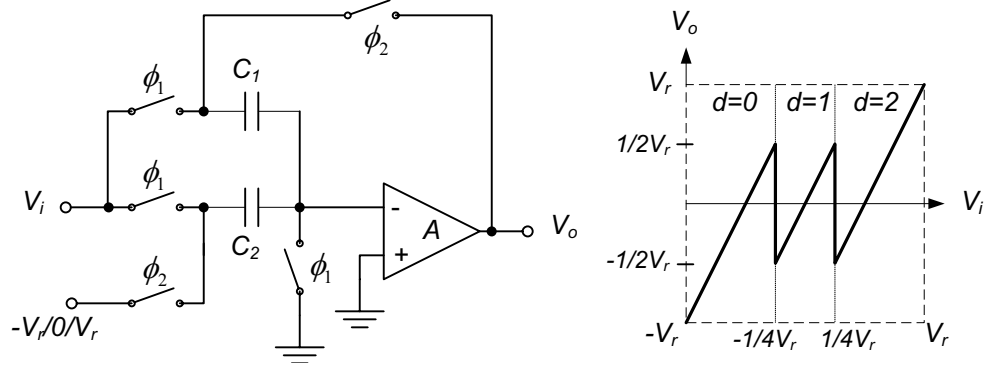 ϕ₂
ϕ₁
C₁
ϕ₁
Vᵢ
C₂
ϕ₂
-Vᵣ/0/Vᵣ
ϕ₁
-
A
+
Vₒ
Vₒ
Vᵣ
d=0 d=1 d=2
1/2Vᵣ
Vᵢ
-1/2Vᵣ
-Vᵣ -1/4Vᵣ 1/4Vᵣ Vᵣ